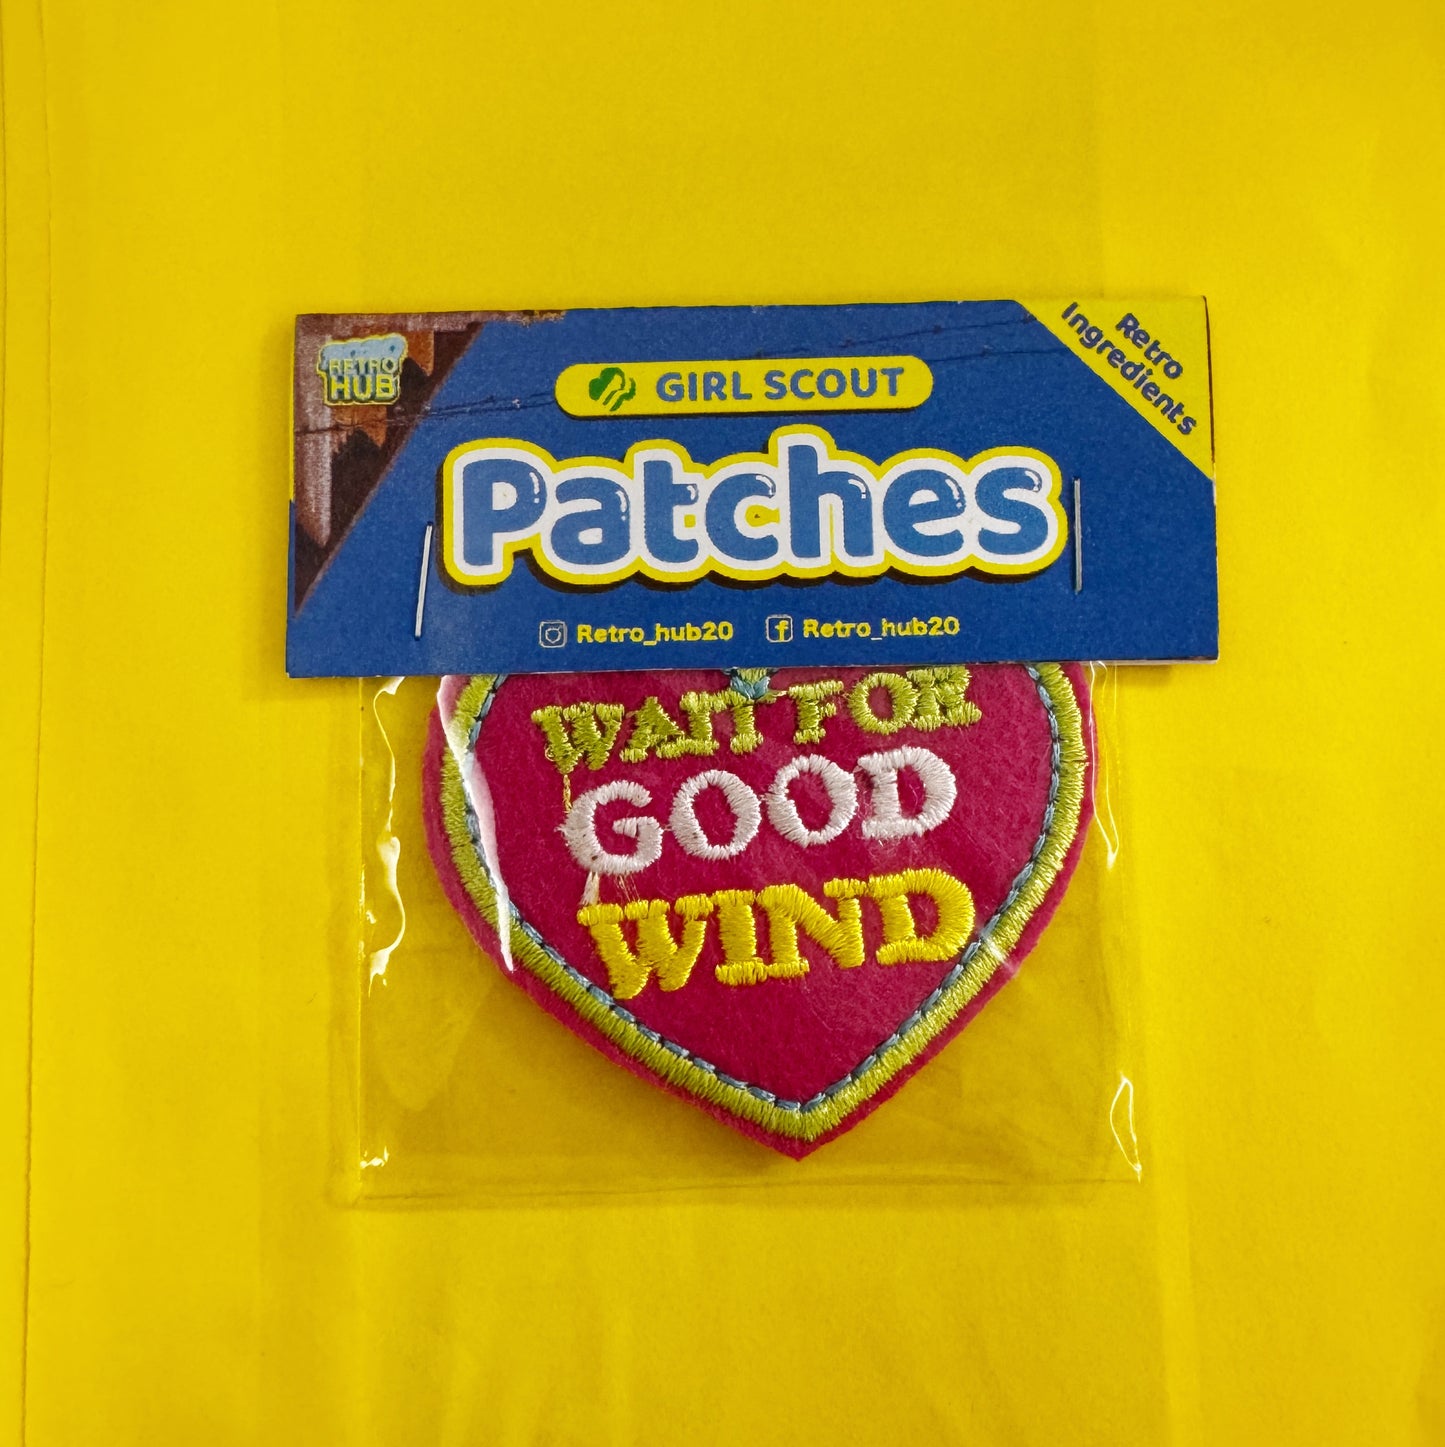 RETRO
HUB
GIRL SCOUT
Retro
Ingredients
Patches
Retro_hub20
Retro_hub20
WAIT FOR
GOOD
WIND